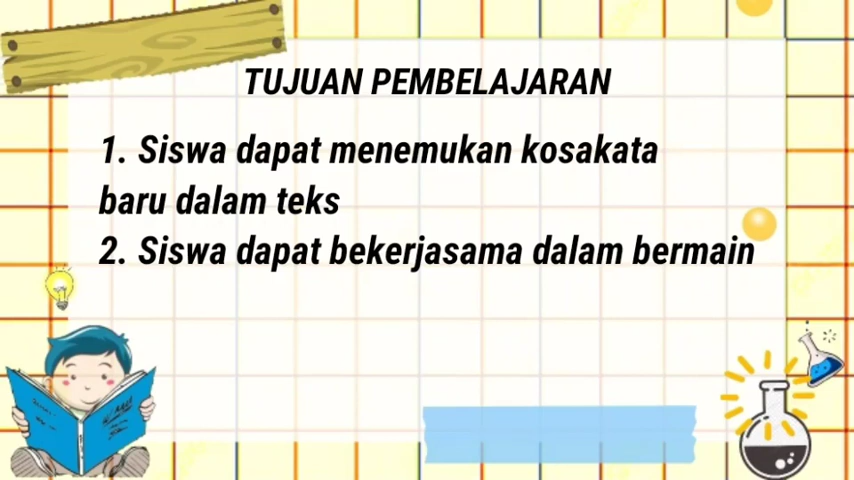 TUJUAN PEMBELAJARAN
1. Siswa dapat menemukan kosakata
baru dalam teks
2. Siswa dapat bekerjasama dalam bermain